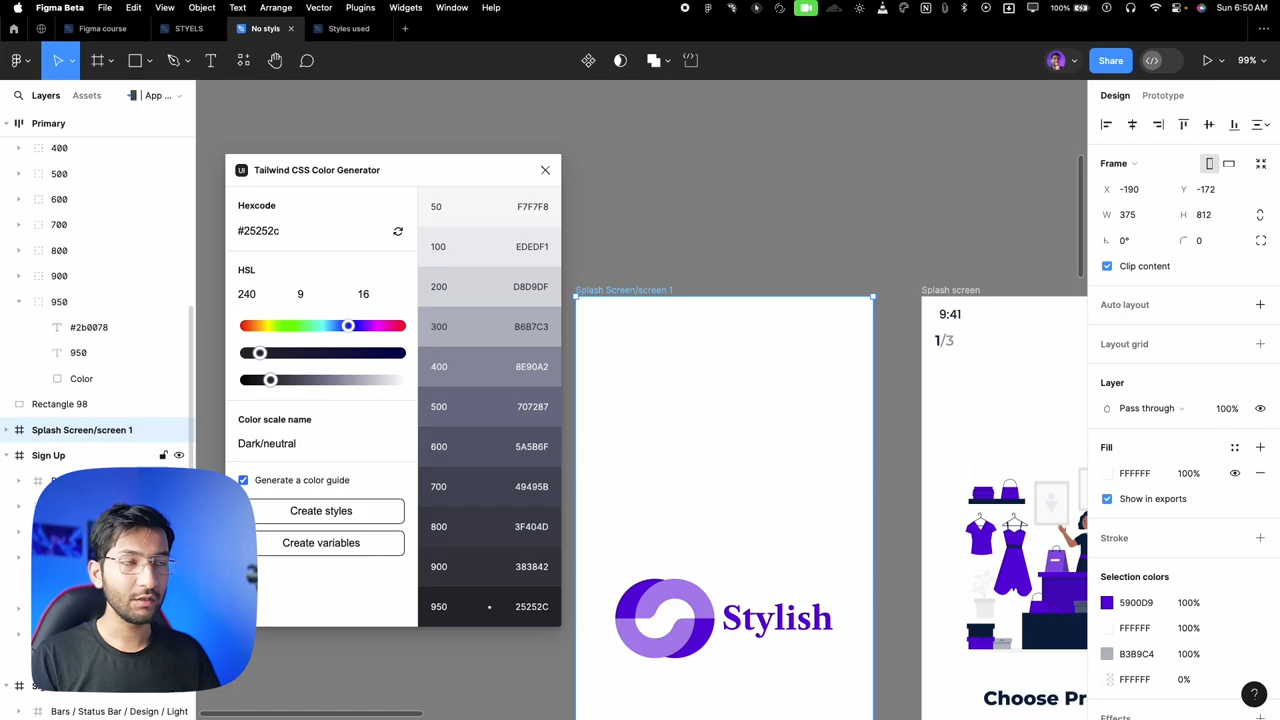 Figma Beta File Edit View Object Text Arrange Vector Plugins Widgets Window Help 100% Sun 6:50 AM
Figma course STYELS No styls Styles used
Share 99%
Layers Assets | App ...
Primary
400
500
600
700
800
900
950
#2b0078
950
Color
Rectangle 98
Splash Screen/screen 1
Sign Up
Bars / Status Bar / Design / Light
Tailwind CSS Color Generator
Hexcode
#25252c
HSL
240 9 16
Color scale name
Dark/neutral
Generate a color guide
Create styles
Create variables
50 F7F7F8
100 EDEDF1
200 D8D9DF
300 B6B7C3
400 8E90A2
500 707287
600 5A5B6F
700 49495B
800 3F404D
900 383842
950 25252C
Splash Screen/screen 1
Stylish
Splash screen
9:41
1/3
Choose Pr
Design Prototype
Frame
X -190 Y -172
W 375 H 812
0° 0
Clip content
Auto layout
Layout grid
Layer
Pass through 100%
Fill
FFFFFF 100%
Show in exports
Stroke
Selection colors
5900D9 100%
FFFFFF 100%
B3B9C4 100%
FFFFFF 0%
Effects
?